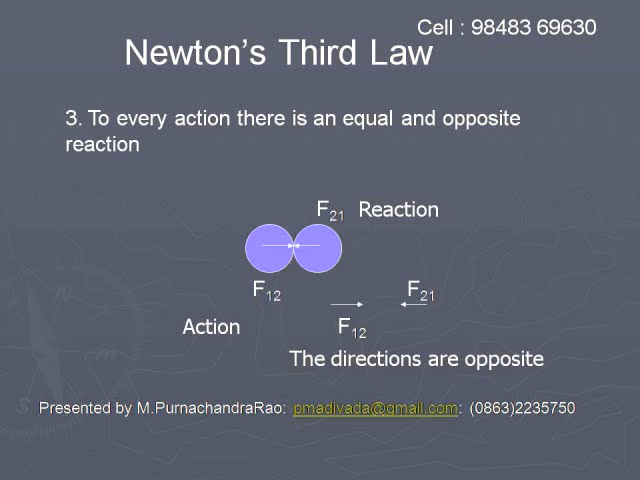 Cell : 98483 69630
Newton's Third Law
3. To every action there is an equal and opposite
reaction
F21 Reaction
F12
F21
Action
F12
The directions are opposite
Presented by M.PurnachandraRao: pmadivada@gmail.com: (0863)2235750